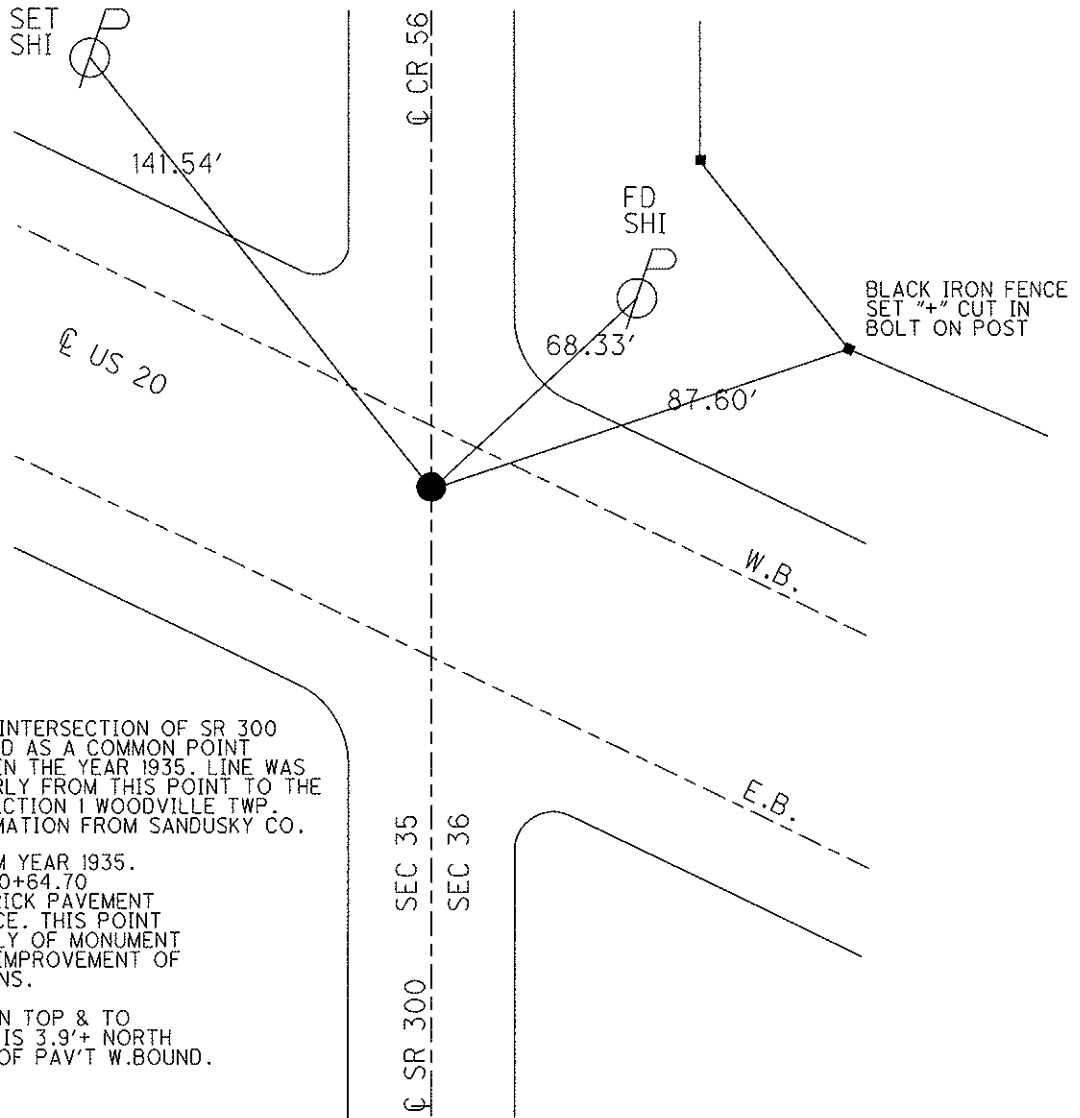 SET
SHI
℄ CR 56
141.54'
FD
SHI
BLACK IRON FENCE
SET "+" CUT IN
BOLT ON POST
℄ US 20
68.33'
87.60'
W.B.
E.B.
INTERSECTION OF SR 300
D AS A COMMON POINT
IN THE YEAR 1935. LINE WAS
RLY FROM THIS POINT TO THE
ECTION 1 WOODVILLE TWP.
MATION FROM SANDUSKY CO.
M YEAR 1935.
0+64.70
RICK PAVEMENT
CE. THIS POINT
LY OF MONUMENT
IMPROVEMENT OF
NS.
N TOP & TO
IS 3.9'+ NORTH
OF PAV'T W.BOUND.
SEC 35
SEC 36
℄ SR 300